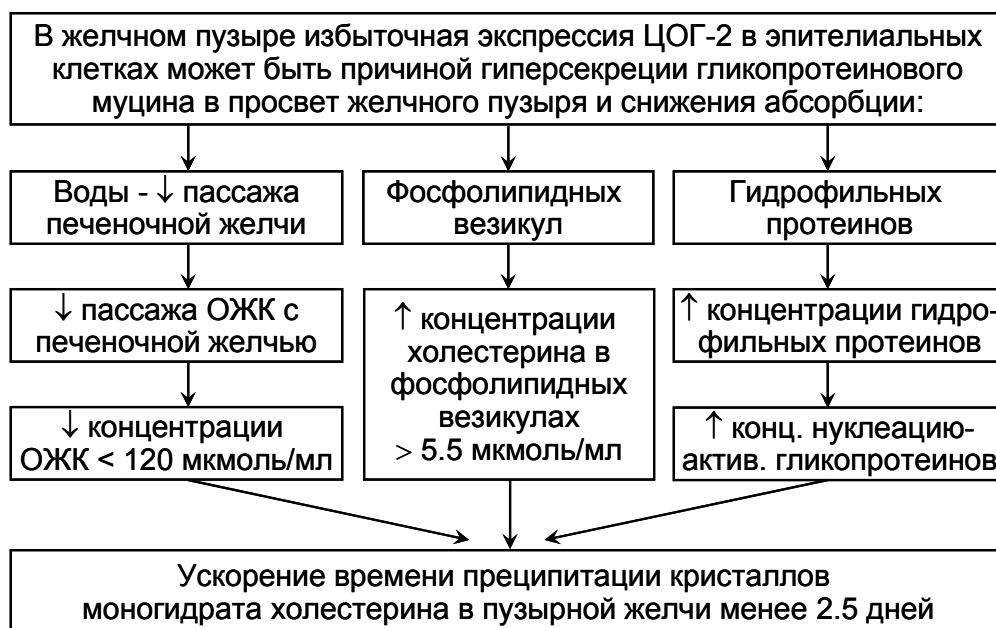 В желчном пузыре избыточная экспрессия ЦОГ-2 в эпителиальных
клетках может быть причиной гиперсекреции гликопротеинового
муцина в просвет желчного пузыря и снижения абсорбции:
Воды - ↓ пассажа
печеночной желчи
↓ пассажа ОЖК с
печеночной желчью
↓ концентрации
ОЖК < 120 мкмоль/мл
Фосфолипидных
везикул
↑ концентрации
холестерина в
фосфолипидных
везикулах
> 5.5 мкмоль/мл
Гидрофильных
протеинов
↑ концентрации гидро-
фильных протеинов
↑ конц. нуклеацию-
актив. гликопротеинов
Ускорение времени преципитации кристаллов
моногидрата холестерина в пузырной желчи менее 2.5 дней